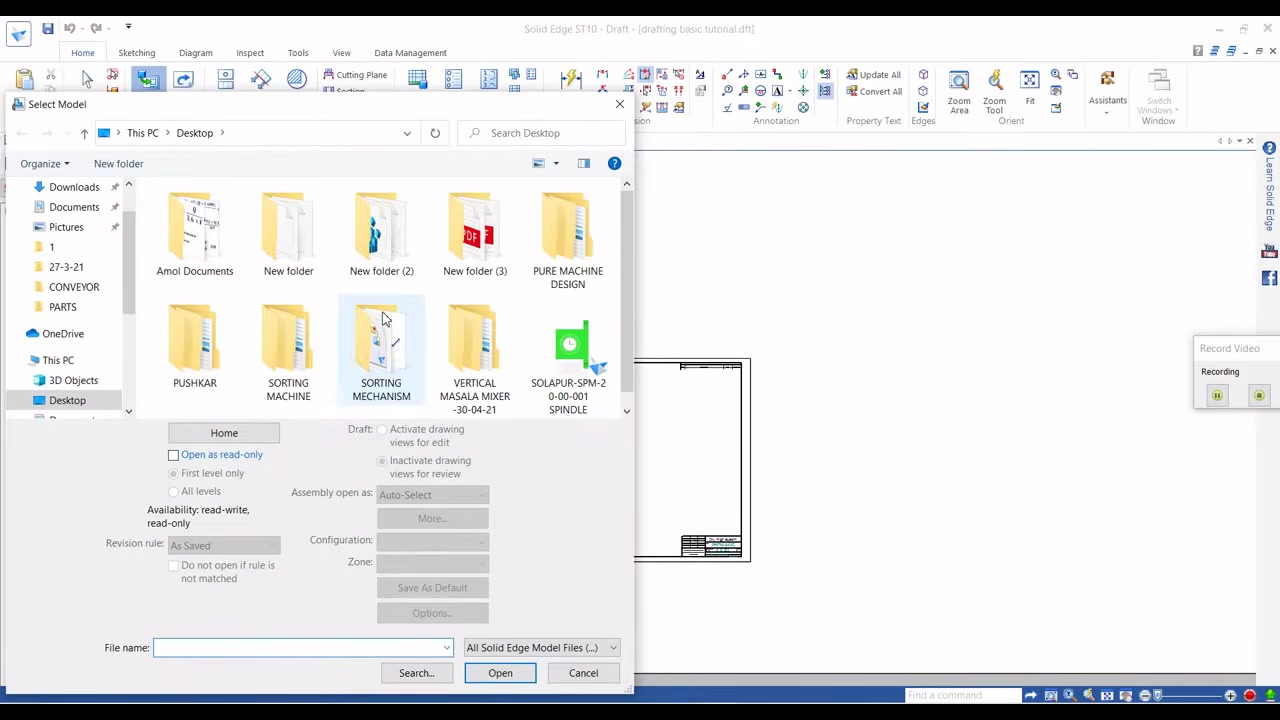 Solid Edge ST10 - Draft - [drafting basic tutorial.dft]
Home
Sketching
Diagram
Inspect
Tools
View
Data Management
Cutting Plane
Update All
Convert All
Zoom
Area
Zoom
Tool
Fit
Assistants
Switch
Windows
Annotation
Property Text
Edges
Orient
Window
Select Model
This PC
Desktop
Search Desktop
Organize
New folder
Downloads
Documents
Pictures
1
27-3-21
CONVEYOR
PARTS
OneDrive
This PC
3D Objects
Desktop
Amol Documents
New folder
New folder (2)
New folder (3)
PURE MACHINE
DESIGN
PUSHKAR
SORTING
MACHINE
SORTING
MECHANISM
VERTICAL
MASALA MIXER
-30-04-21
SOLAPUR-SPM-2
0-00-001
SPINDLE
PDF
Home
Open as read-only
First level only
All levels
Availability: read-write,
read-only
Revision rule:
As Saved
Do not open if rule is
not matched
Draft:
Activate drawing
views for edit
Inactivate drawing
views for review
Assembly open as:
Auto-Select
More...
Configuration:
Zone:
Save As Default
Options...
File name:
All Solid Edge Model Files (...)
Search...
Open
Cancel
Learn Solid Edge
You
Tube
Record Video
Recording
Find a command